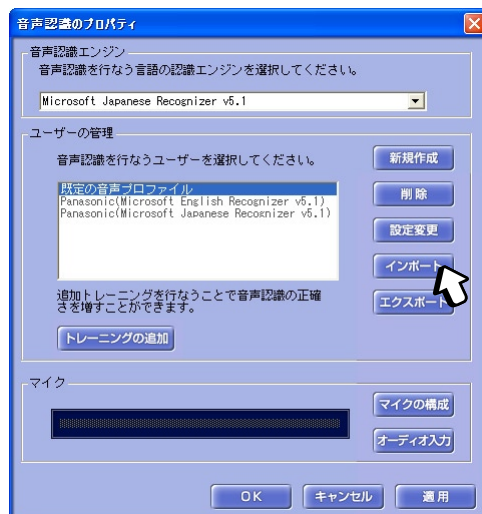 音声認識のプロパティ
音声認識エンジン
音声認識を行なう言語の認識エンジンを選択してください。
Microsoft Japanese Recognizer v5.1
ユーザーの管理
音声認識を行なうユーザーを選択してください。
新規作成
既定の音声プロファイル
Panasonic(Microsoft English Recognizer v5.1)
Panasonic(Microsoft Japanese Recognizer v5.1)
削除
設定変更
インポート
追加トレーニングを行なうことで音声認識の正確
さを増すことができます。
エクスポート
トレーニングの追加
マイク
マイクの構成
オーディオ入力
OK
キャンセル
適用